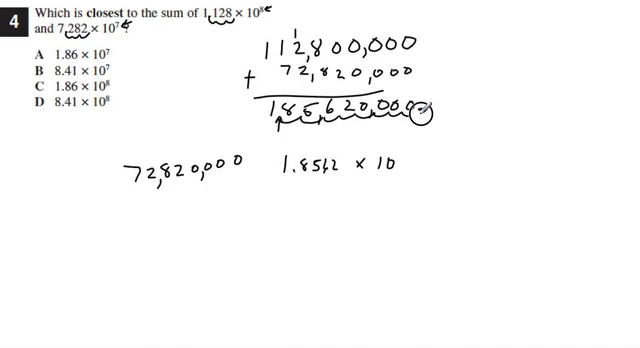 4 Which is closest to the sum of 1.128 × 10⁸
and 7.282 × 10⁷?
A 1.86 × 10⁷
B 8.41 × 10⁷
C 1.86 × 10⁸
D 8.41 × 10⁸
1
112,800,000
+ 72,820,000
185,620,000
72,820,000 1.8562 × 10